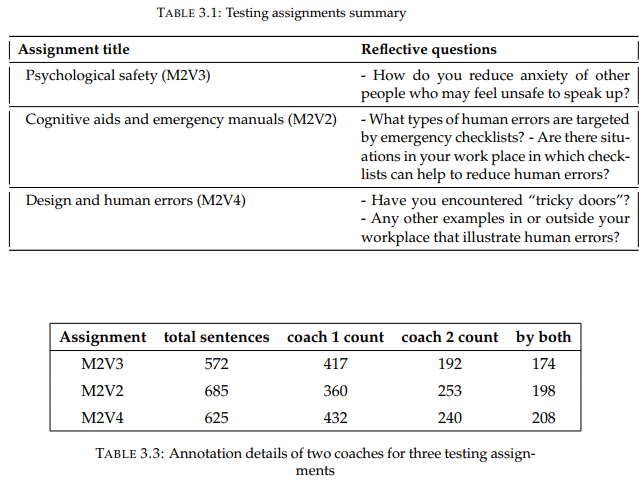 TABLE 3.1: Testing assignments summary
Assignment title Reflective questions
Psychological safety (M2V3) - How do you reduce anxiety of other
people who may feel unsafe to speak up?
Cognitive aids and emergency manuals (M2V2) - What types of human errors are targeted
by emergency checklists? - Are there situ-
ations in your work place in which check-
lists can help to reduce human errors?
Design and human errors (M2V4) - Have you encountered “tricky doors”?
- Any other examples in or outside your
workplace that illustrate human errors?
Assignment total sentences coach 1 count coach 2 count by both
M2V3 572 417 192 174
M2V2 685 360 253 198
M2V4 625 432 240 208
TABLE 3.3: Annotation details of two coaches for three testing assign-
ments